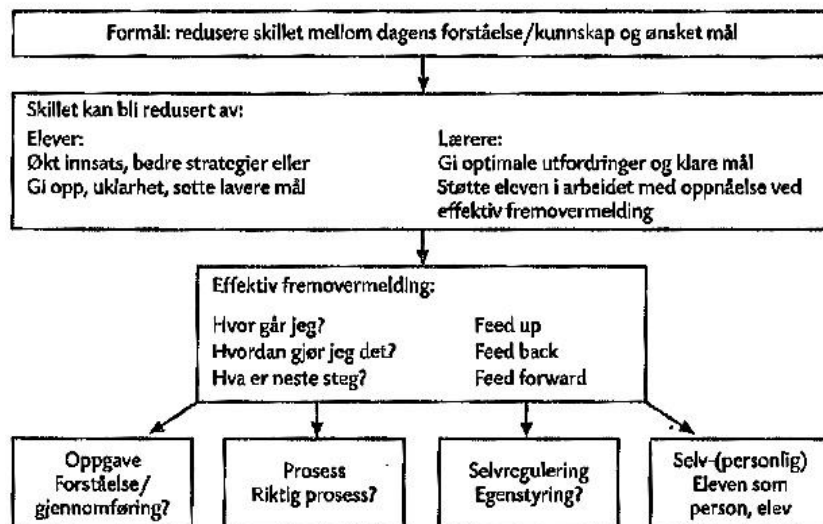 Formål: redusere skillet mellom dagens forståelse/kunnskap og ønsket mål
Skillet kan bli redusert av:
Elever:
Økt innsats, bedre strategier eller
Gi opp, uklarhet, sette lavere mål
Lærere:
Gi optimale utfordringer og klare mål
Støtte eleven i arbeidet med oppnåelse ved
effektiv fremovermelding
Effektiv fremovermelding:
Hvor går jeg?
Feed up
Hvordan gjør jeg det?
Feed back
Hva er neste steg?
Feed forward
Oppgave
Forståelse/
gjennomføring?
Prosess
Riktig prosess?
Selvregulering
Egenstyring?
Selv-(personlig)
Eleven som
person, elev